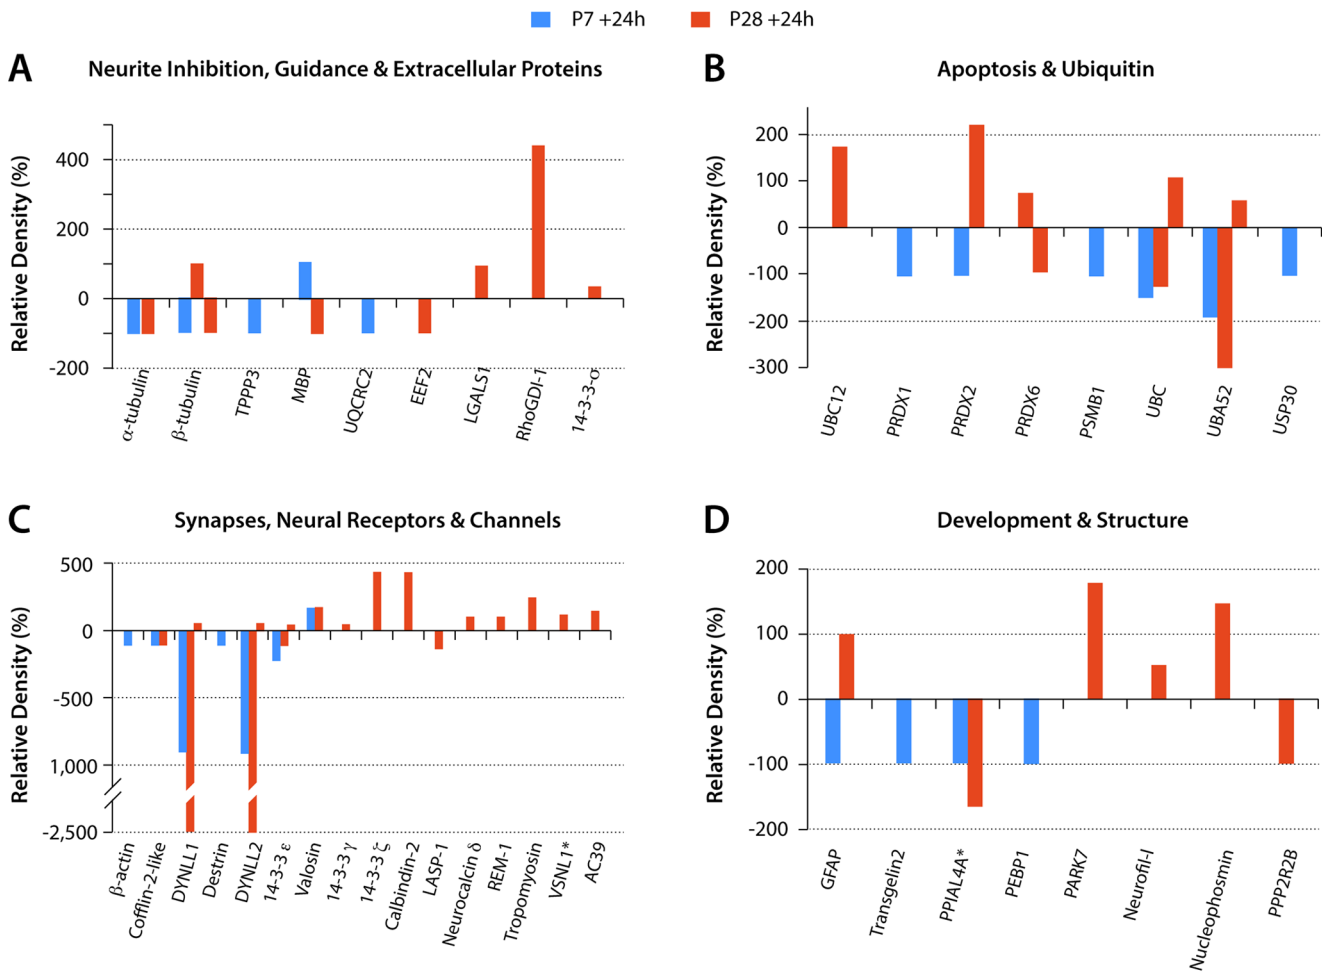 P7 +24h P28 +24h
A Neurite Inhibition, Guidance & Extracellular Proteins
Relative Density (%)
400
200
0
-200
α-tubulin β-tubulin TPPP3 MBP UQCRC2 EEF2 LGALS1 RhoGDI-1 14-3-3-σ
B Apoptosis & Ubiquitin
Relative Density (%)
200
100
0
-100
-200
-300
UBC12 PRDX1 PRDX2 PRDX6 PSMB1 UBC UBA52 USP30
C Synapses, Neural Receptors & Channels
Relative Density (%)
500
0
-500
1,000
-2,500
β-actin Cofflin-2-like DYNLL1 Destrin DYNLL2 14-3-3 ε Valosin 14-3-3 γ 14-3-3 ζ Calbindin-2 LASP-1 Neurocalcin δ REM-1 Tropomyosin VSNL1* AC39
D Development & Structure
Relative Density (%)
200
100
0
-100
-200
GFAP Transgelin2 PPIAL4A* PEBP1 PARK7 Neurofil-I Nucleophosmin PPP2R2B